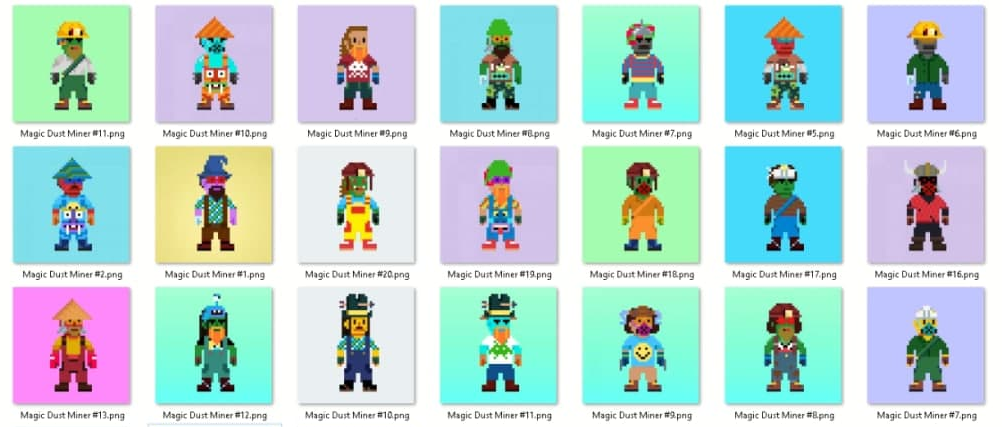 Magic Dust Miner #11.png
Magic Dust Miner #10.png
Magic Dust Miner #9.png
Magic Dust Miner #8.png
Magic Dust Miner #7.png
Magic Dust Miner #5.png
Magic Dust Miner #6.png
Magic Dust Miner #2.png
Magic Dust Miner #1.png
Magic Dust Miner #20.png
Magic Dust Miner #19.png
Magic Dust Miner #18.png
Magic Dust Miner #17.png
Magic Dust Miner #16.png
Magic Dust Miner #13.png
Magic Dust Miner #12.png
Magic Dust Miner #10.png
Magic Dust Miner #11.png
Magic Dust Miner #9.png
Magic Dust Miner #8.png
Magic Dust Miner #7.png